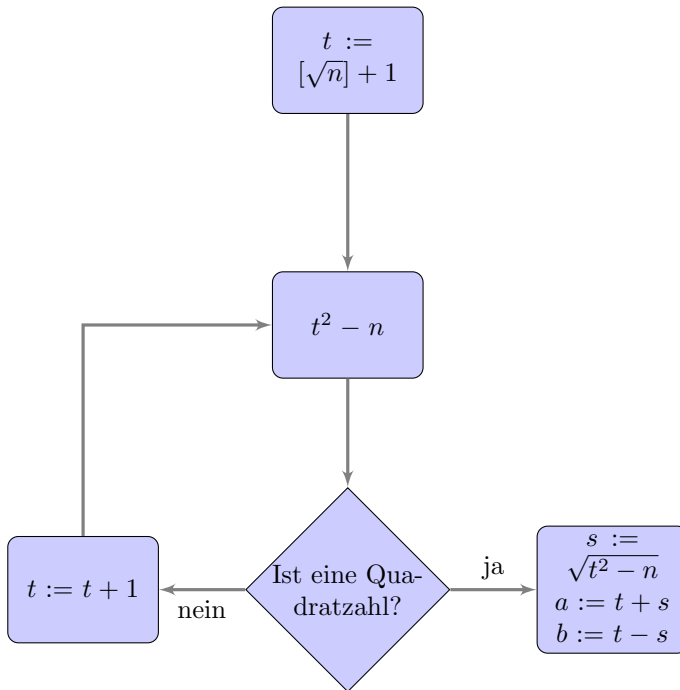 t :=
[√n] + 1
t² − n
Ist eine Qua-
dratzahl?
ja
nein
t := t + 1
s :=
√(t² − n)
a := t + s
b := t − s